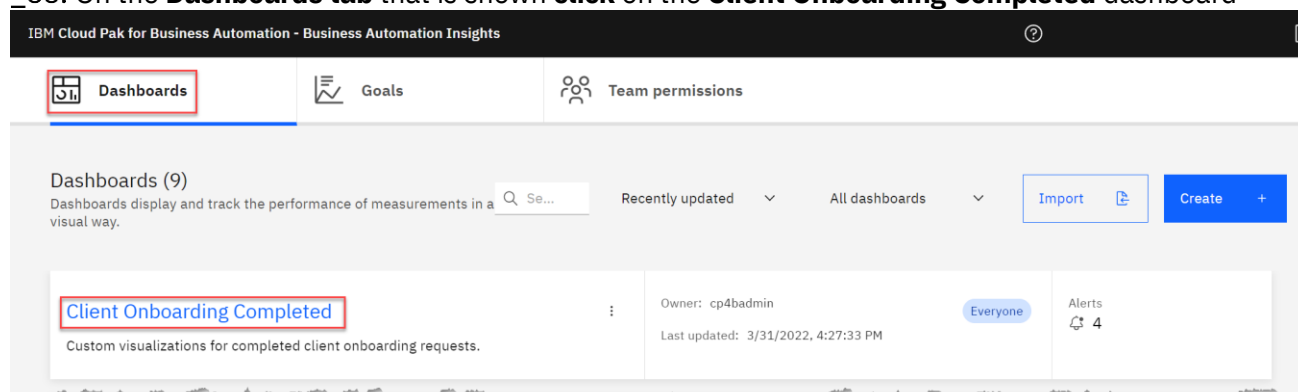 On the Dashboards tab that is shown click on the Client Onboarding Completed dashboard
IBM Cloud Pak for Business Automation - Business Automation Insights
Dashboards
Goals
Team permissions
Dashboards (9)
Dashboards display and track the performance of measurements in a
visual way.
Se...
Recently updated
All dashboards
Import
Create +
Client Onboarding Completed
Custom visualizations for completed client onboarding requests.
Owner: cp4badmin
Last updated: 3/31/2022, 4:27:33 PM
Everyone
Alerts
4